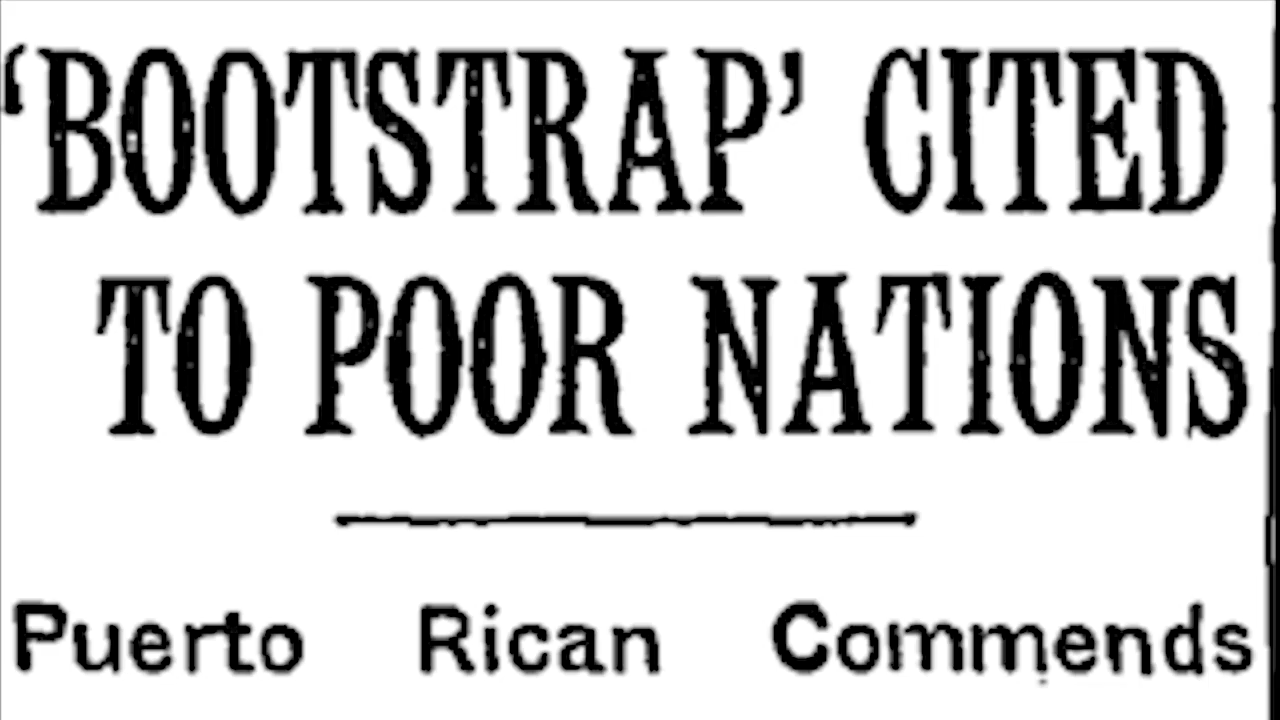 ‘BOOTSTRAP’ CITED
TO POOR NATIONS
Puerto Rican Commends